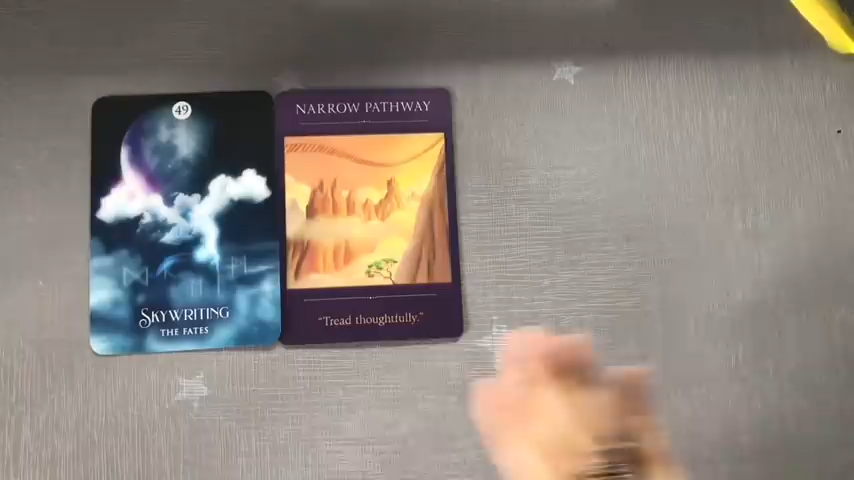 49
SKYWRITING
THE FATES
NARROW PATHWAY
“Tread thoughtfully.”